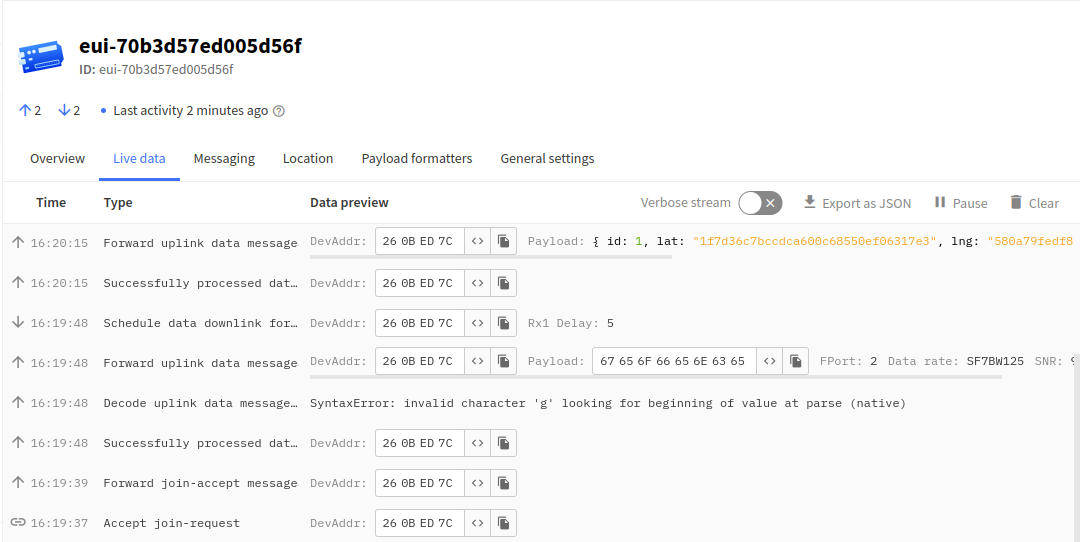 eui-70b3d57ed005d56f
ID: eui-70b3d57ed005d56f
2 2 • Last activity 2 minutes ago
Overview Live data Messaging Location Payload formatters General settings
Time Type Data preview Verbose stream Export as JSON Pause Clear
16:20:15 Forward uplink data message DevAddr: 26 0B ED 7C <> Payload: { id: 1, lat: "1f7d36c7bccdca600c68550ef06317e3", lng: "580a79fedf8
16:20:15 Successfully processed dat… DevAddr: 26 0B ED 7C <>
16:19:48 Schedule data downlink for… DevAddr: 26 0B ED 7C <> Rx1 Delay: 5
16:19:48 Forward uplink data message DevAddr: 26 0B ED 7C <> Payload: 67 65 6F 66 65 6E 63 65 <> FPort: 2 Data rate: SF7BW125 SNR:
16:19:48 Decode uplink data message… SyntaxError: invalid character 'g' looking for beginning of value at parse (native)
16:19:48 Successfully processed dat… DevAddr: 26 0B ED 7C <>
16:19:39 Forward join-accept message DevAddr: 26 0B ED 7C <>
16:19:37 Accept join-request DevAddr: 26 0B ED 7C <>